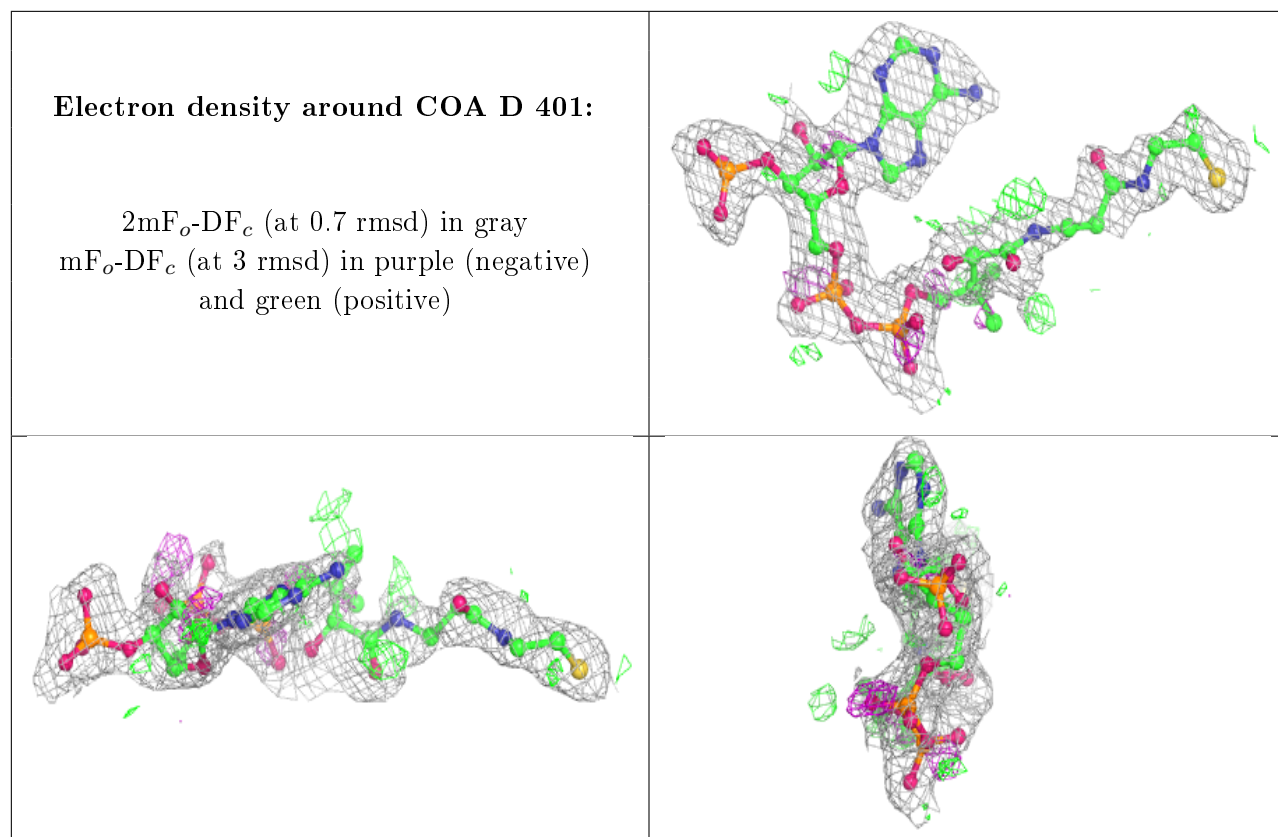 Electron density around COA D 401:
2mFₒ-DF𝒸 (at 0.7 rmsd) in gray
mFₒ-DF𝒸 (at 3 rmsd) in purple (negative)
and green (positive)